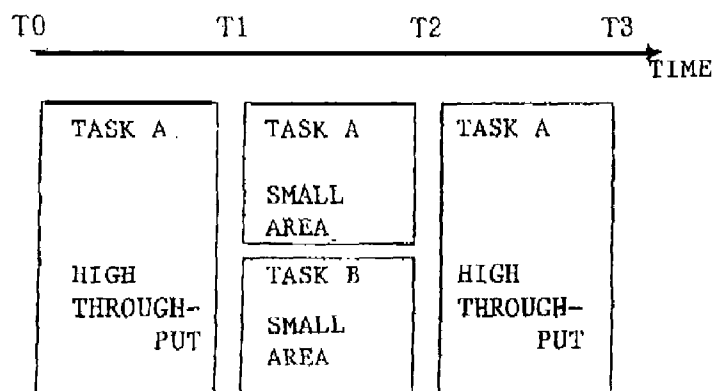 T0 T1 T2 T3
TIME
TASK A
HIGH
THROUGH-
PUT
TASK A
SMALL
AREA
TASK B
SMALL
AREA
TASK A
HIGH
THROUGH-
PUT